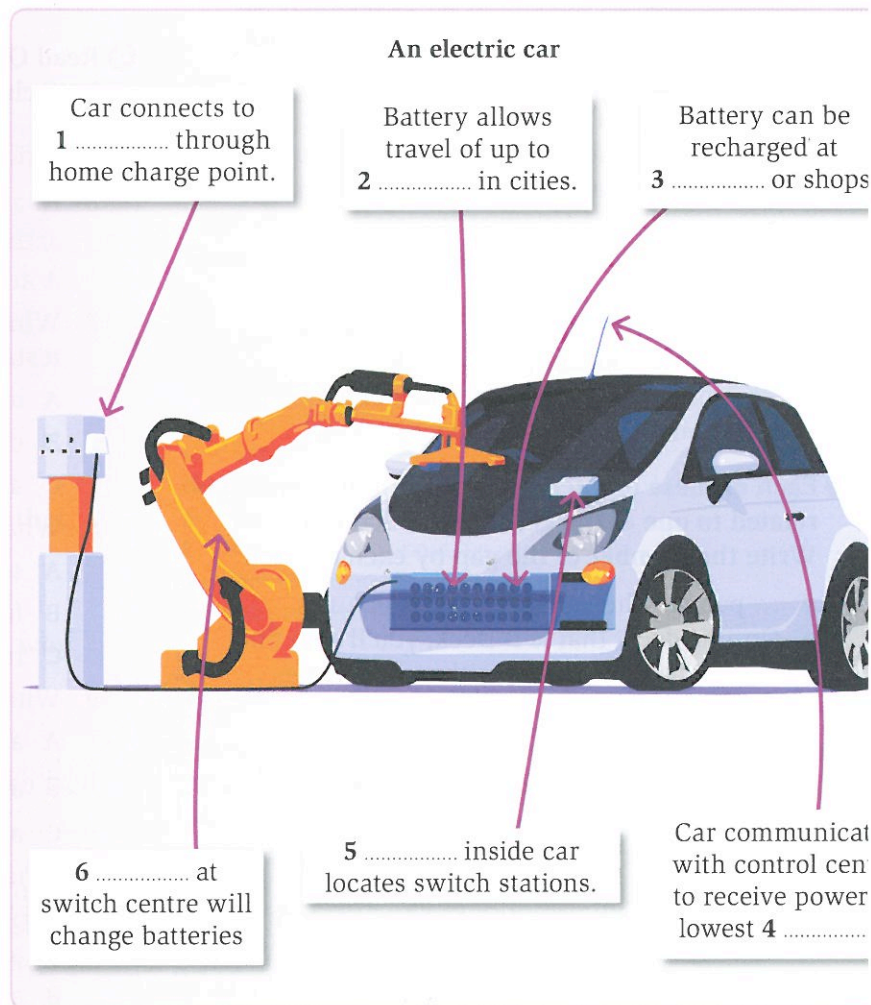 An electric car
Car connects to
1 ................ through
home charge point.
Battery allows
travel of up to
2 ................ in cities.
Battery can be
recharged at
3 ................ or shops
6 ................ at
switch centre will
change batteries
5 ................ inside car
locates switch stations.
Car communicat
with control cen
to receive power
lowest 4 ................